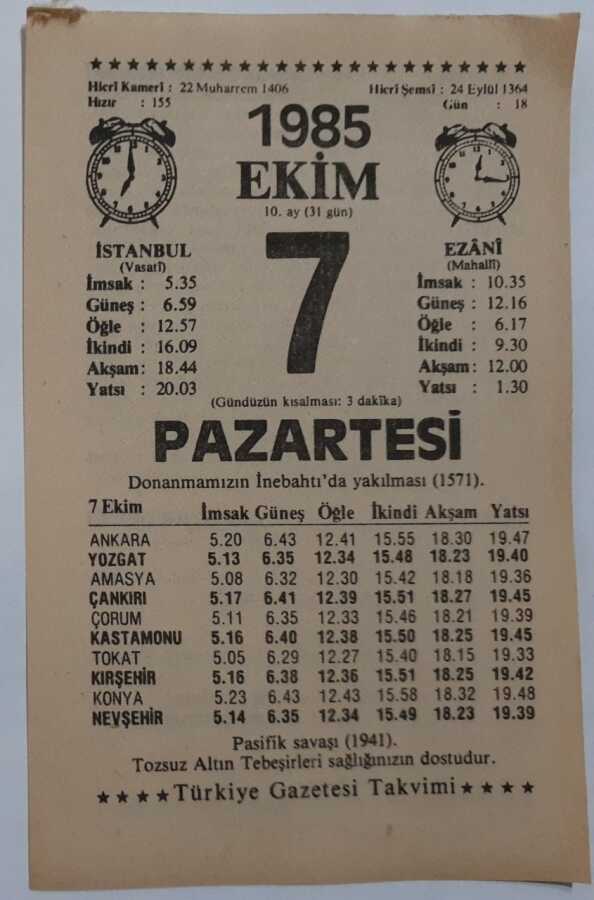 ★★★★★★★★★★★★★★★★★★★★★★★★
Hicrî Kamerî : 22 Muharrem 1406 Hicrî Şemsî : 24 Eylûl 1364
Hızır : 155 Gün : 18
1985
EKİM
10. ay (31 gün)
7
İSTANBUL
(Vasatî)
İmsak : 5.35
Güneş : 6.59
Öğle : 12.57
İkindi : 16.09
Akşam : 18.44
Yatsı : 20.03
EZÂNÎ
(Mahallî)
İmsak : 10.35
Güneş : 12.16
Öğle : 6.17
İkindi : 9.30
Akşam : 12.00
Yatsı : 1.30
(Gündüzün kısalması: 3 dakîka)
PAZARTESİ
Donanmamızın İnebahtı'da yakılması (1571).
7 Ekim İmsak Güneş Öğle İkindi Akşam Yatsı
ANKARA 5.20 6.43 12.41 15.55 18.30 19.47
YOZGAT 5.13 6.35 12.34 15.48 18.23 19.40
AMASYA 5.08 6.32 12.30 15.42 18.18 19.36
ÇANKIRI 5.17 6.41 12.39 15.51 18.27 19.45
ÇORUM 5.11 6.35 12.33 15.46 18.21 19.39
KASTAMONU 5.16 6.40 12.38 15.50 18.25 19.45
TOKAT 5.05 6.29 12.27 15.40 18.15 19.33
KIRŞEHİR 5.16 6.38 12.36 15.51 18.25 19.42
KONYA 5.23 6.43 12.43 15.58 18.32 19.48
NEVŞEHİR 5.14 6.35 12.34 15.49 18.23 19.39
Pasifik savaşı (1941).
Tozsuz Altın Tebeşirleri sağlığınızın dostudur.
★★★★Türkiye Gazetesi Takvimi★★★★